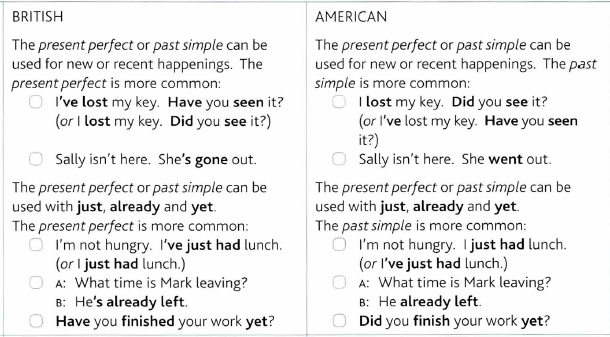 BRITISH
The present perfect or past simple can be
used for new or recent happenings. The
present perfect is more common:
I've lost my key. Have you seen it?
(or I lost my key. Did you see it?)
Sally isn't here. She's gone out.
The present perfect or past simple can be
used with just, already and yet.
The present perfect is more common:
I'm not hungry. I've just had lunch.
(or I just had lunch.)
A: What time is Mark leaving?
B: He's already left.
Have you finished your work yet?
AMERICAN
The present perfect or past simple can be
used for new or recent happenings. The past
simple is more common:
I lost my key. Did you see it?
(or I've lost my key. Have you seen
it?)
Sally isn't here. She went out.
The present perfect or past simple can be
used with just, already and yet.
The past simple is more common:
I'm not hungry. I just had lunch.
(or I've just had lunch.)
A: What time is Mark leaving?
B: He already left.
Did you finish your work yet?